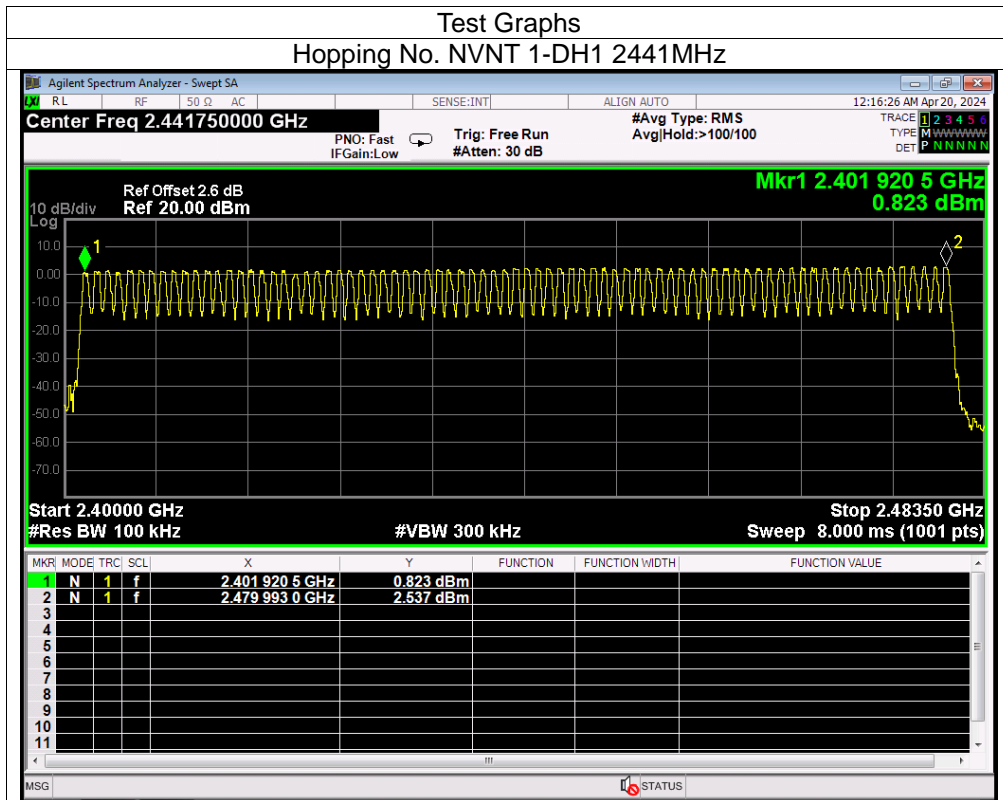 Test Graphs
Hopping No. NVNT 1-DH1 2441MHz
Agilent Spectrum Analyzer - Swept SA
LXI RL RF 50 Ω AC SENSE:INT ALIGN AUTO 12:16:26 AM Apr 20, 2024
Center Freq 2.441750000 GHz #Avg Type: RMS TRACE 1 2 3 4 5 6
PNO: Fast Trig: Free Run Avg|Hold:>100/100 TYPE M WWWWW
IFGain:Low #Atten: 30 dB DET P N N N N N
Mkr1 2.401 920 5 GHz
Ref Offset 2.6 dB
10 dB/div Ref 20.00 dBm 0.823 dBm
Log
10.0
1
2
0.00
-10.0
-20.0
-30.0
-40.0
-50.0
-60.0
-70.0
Start 2.40000 GHz Stop 2.48350 GHz
#Res BW 100 kHz #VBW 300 kHz Sweep 8.000 ms (1001 pts)
MKR MODE TRC SCL X Y FUNCTION FUNCTION WIDTH FUNCTION VALUE
1 N 1 f 2.401 920 5 GHz 0.823 dBm
2 N 1 f 2.479 993 0 GHz 2.537 dBm
3
4
5
6
7
8
9
10
11
MSG STATUS